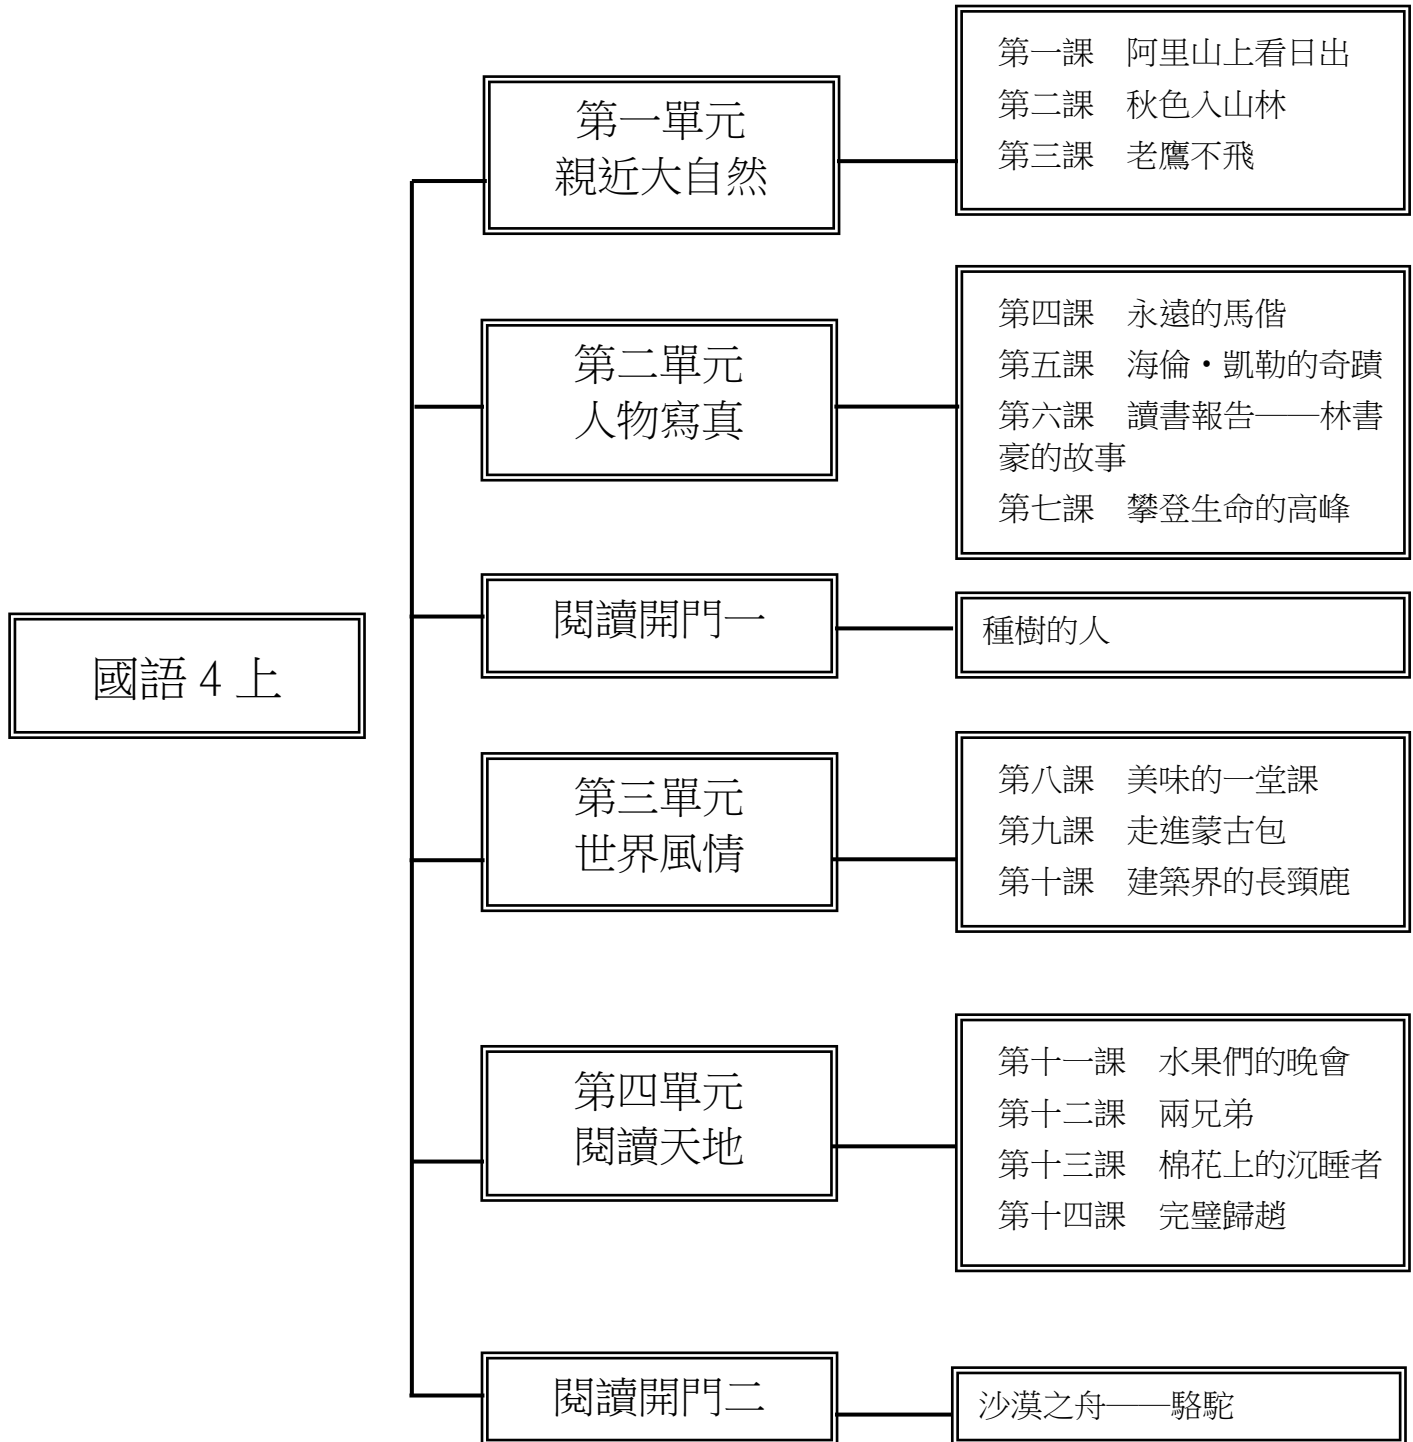 國語 4 上
第一單元
親近大自然
第一課　阿里山上看日出
第二課　秋色入山林
第三課　老鷹不飛
第二單元
人物寫真
第四課　永遠的馬偕
第五課　海倫・凱勒的奇蹟
第六課　讀書報告──林書
豪的故事
第七課　攀登生命的高峰
閱讀開門一
種樹的人
第三單元
世界風情
第八課　美味的一堂課
第九課　走進蒙古包
第十課　建築界的長頸鹿
第四單元
閱讀天地
第十一課　水果們的晚會
第十二課　兩兄弟
第十三課　棉花上的沉睡者
第十四課　完璧歸趙
閱讀開門二
沙漠之舟──駱駝